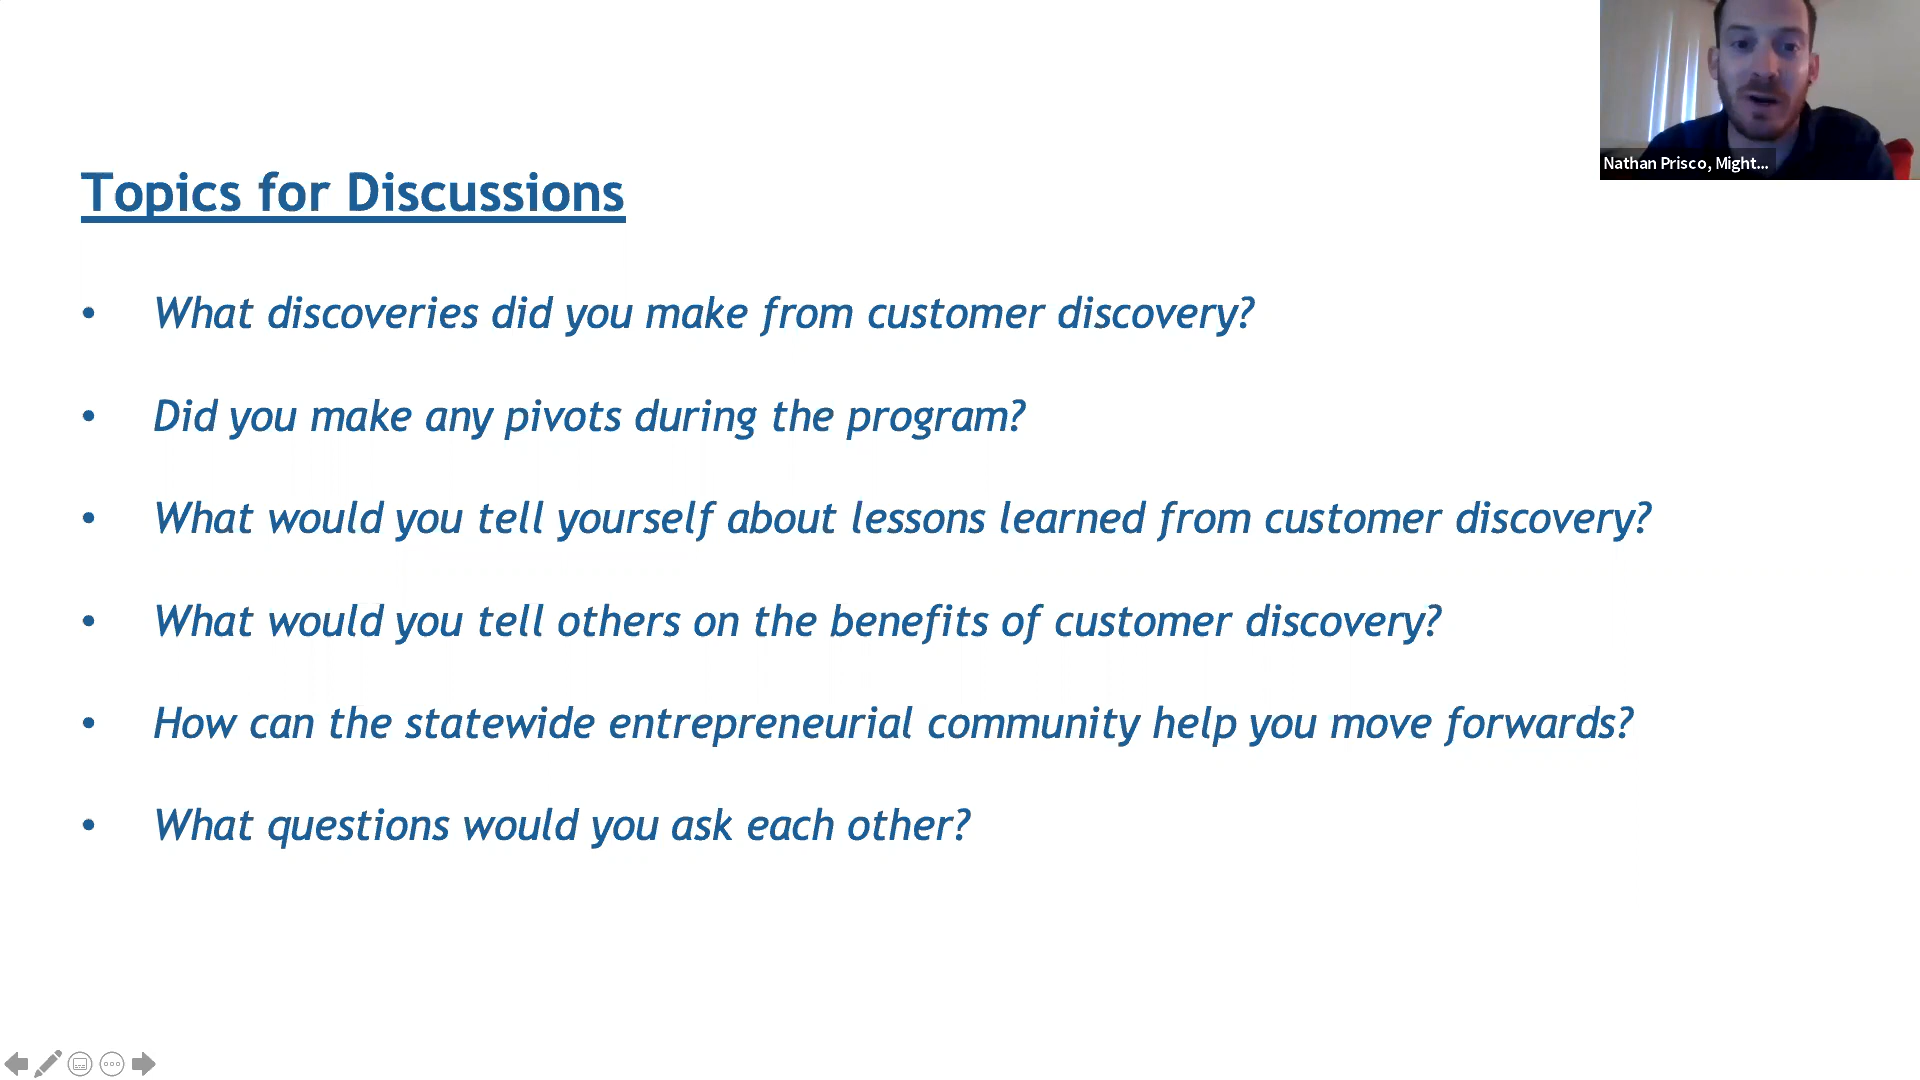 Nathan Prisco, Might...
Topics for Discussions
• What discoveries did you make from customer discovery?
• Did you make any pivots during the program?
• What would you tell yourself about lessons learned from customer discovery?
• What would you tell others on the benefits of customer discovery?
• How can the statewide entrepreneurial community help you move forwards?
• What questions would you ask each other?